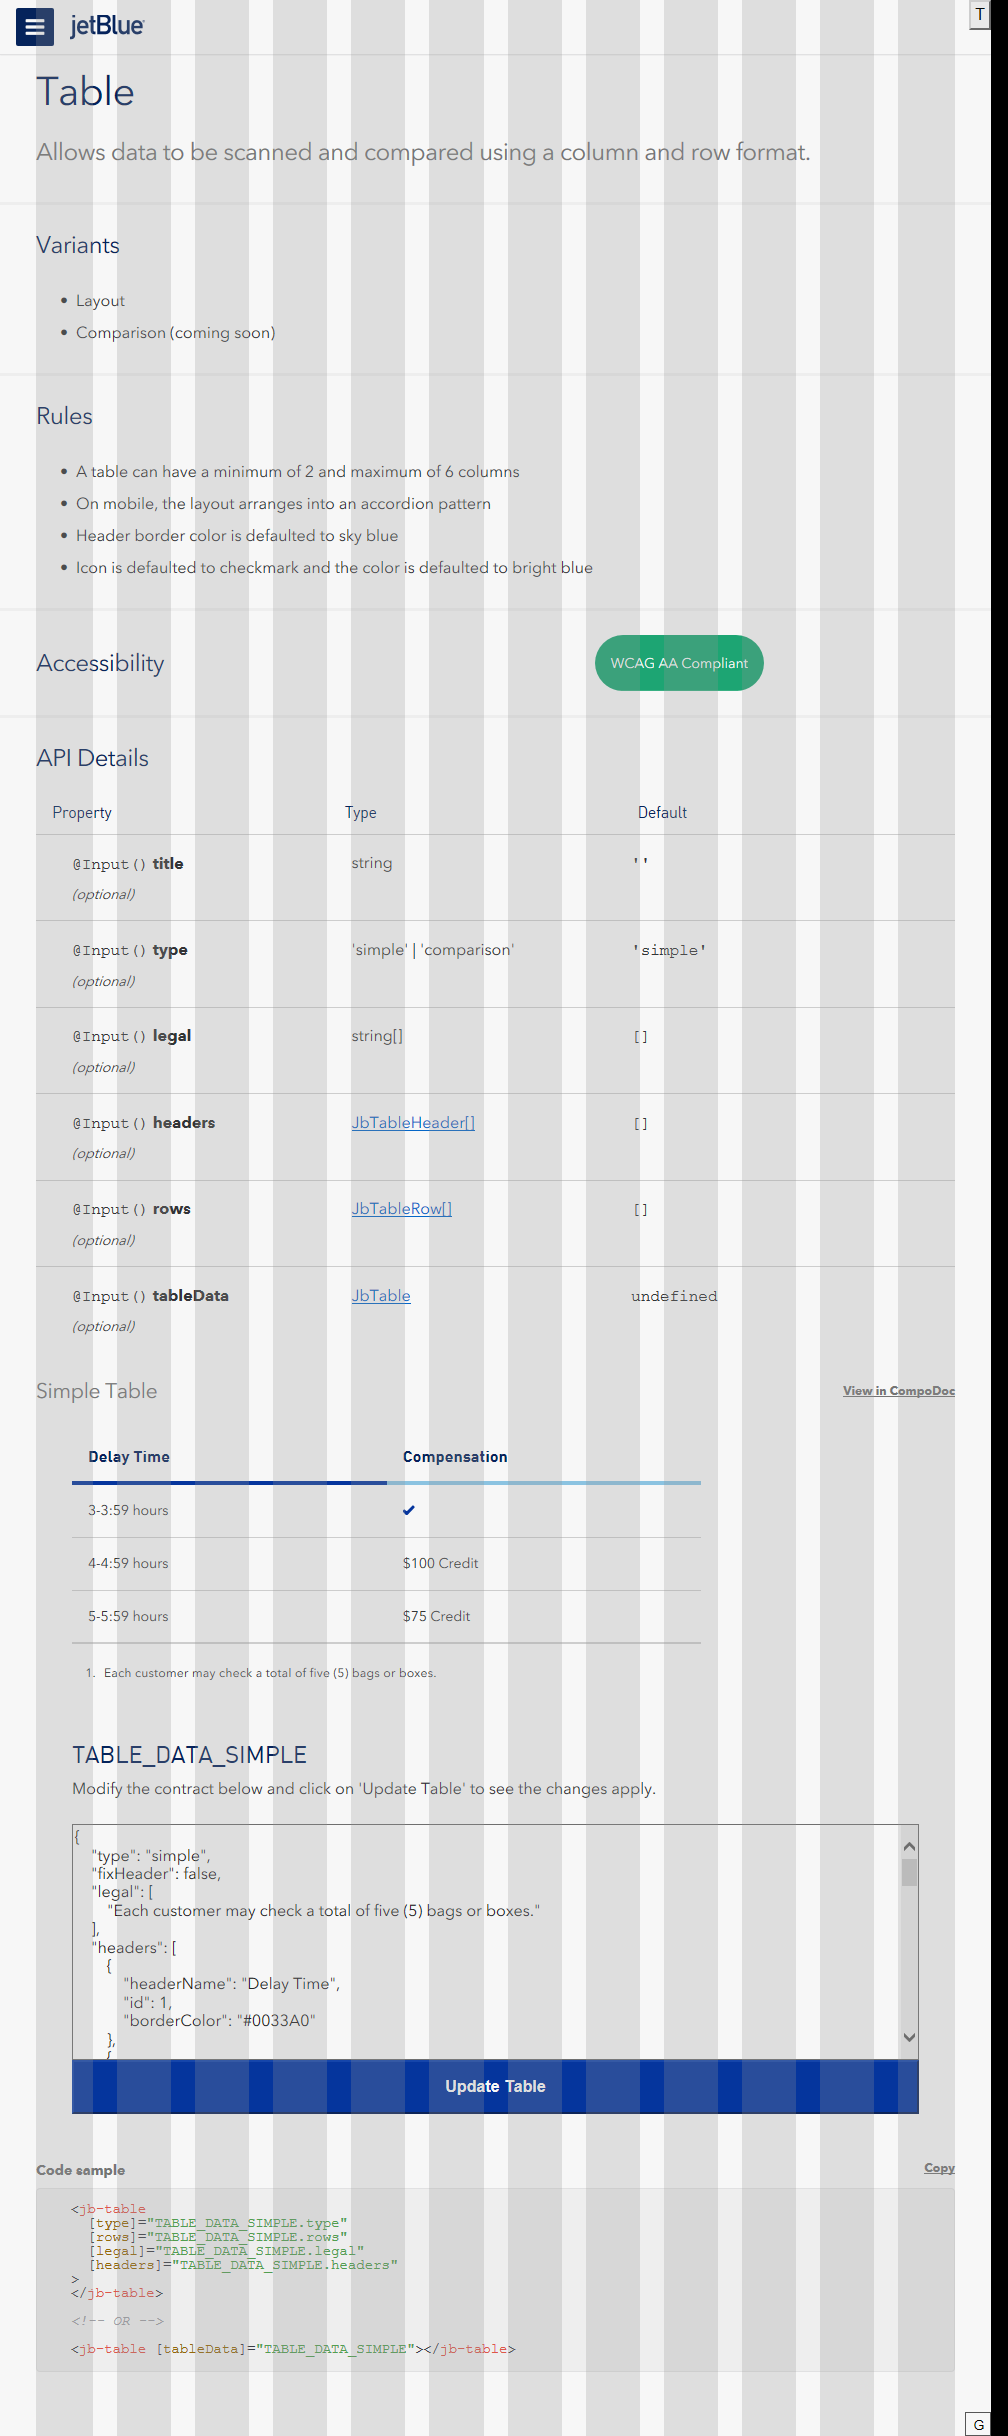 jetBlue
T
Table
Allows data to be scanned and compared using a column and row format.
Variants
• Layout
• Comparison (coming soon)
Rules
• A table can have a minimum of 2 and maximum of 6 columns
• On mobile, the layout arranges into an accordion pattern
• Header border color is defaulted to sky blue
• Icon is defaulted to checkmark and the color is defaulted to bright blue
Accessibility
WCAG AA Compliant
API Details
Property Type Default
@Input() title string ''
(optional)
@Input() type 'simple' | 'comparison' 'simple'
(optional)
@Input() legal string[] []
(optional)
@Input() headers JbTableHeader[] []
(optional)
@Input() rows JbTableRow[] []
(optional)
@Input() tableData JbTable undefined
(optional)
Simple Table View in CompoDoc
Delay Time Compensation
3-3:59 hours ✔
4-4:59 hours $100 Credit
5-5:59 hours $75 Credit
1. Each customer may check a total of five (5) bags or boxes.
TABLE_DATA_SIMPLE
Modify the contract below and click on 'Update Table' to see the changes apply.
{
"type": "simple",
"fixHeader": false,
"legal": [
"Each customer may check a total of five (5) bags or boxes."
],
"headers": [
{
"headerName": "Delay Time",
"id": 1,
"borderColor": "#0033A0"
},
{
Update Table
Code sample Copy
<jb-table
[type]="TABLE_DATA_SIMPLE.type"
[rows]="TABLE_DATA_SIMPLE.rows"
[legal]="TABLE_DATA_SIMPLE.legal"
[headers]="TABLE_DATA_SIMPLE.headers"
>
</jb-table>
<!-- OR -->
<jb-table [tableData]="TABLE_DATA_SIMPLE"></jb-table>
G